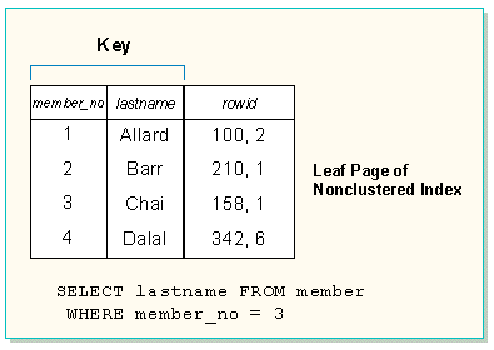 Key
member_no lastname rowid
1 Allard 100, 2
2 Barr 210, 1
3 Chai 158, 1
4 Dalal 342, 6
Leaf Page of
Nonclustered Index
SELECT lastname FROM member
WHERE member_no = 3